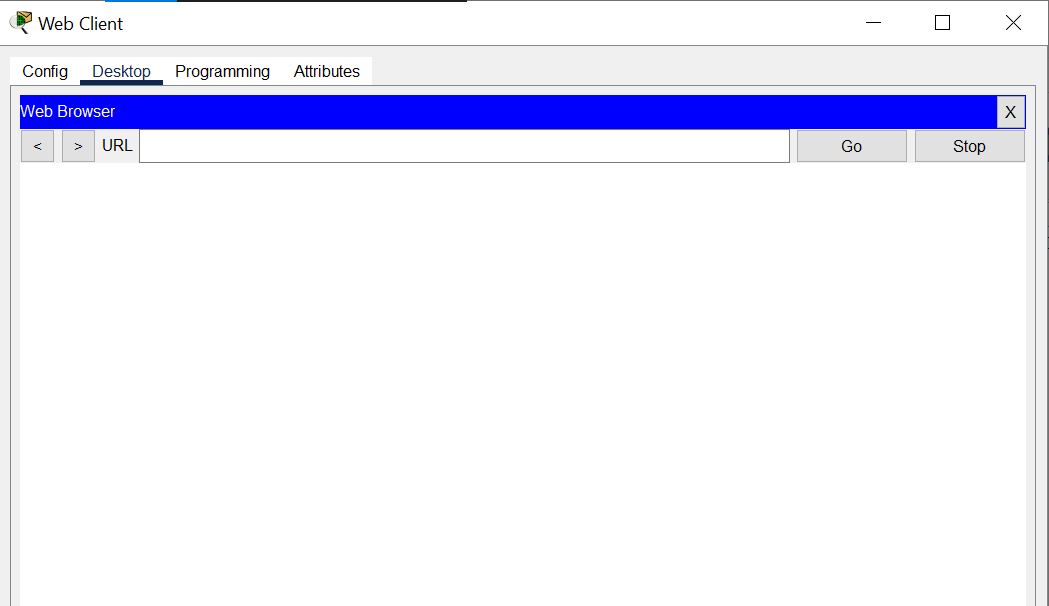 Web Client
Config Desktop Programming Attributes
Web Browser X
< > URL Go Stop